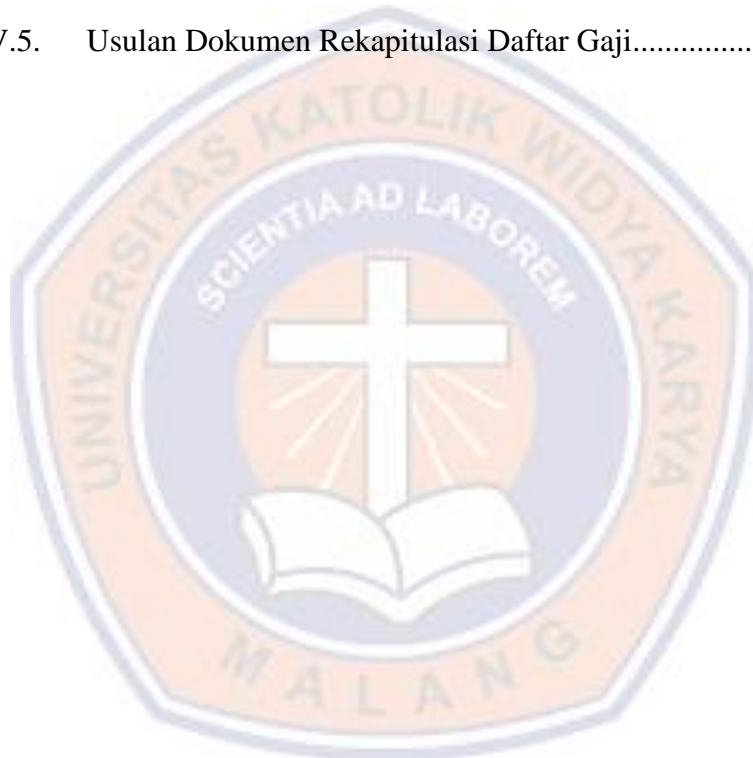 V.5. Usulan Dokumen Rekapitulasi Daftar Gaji...............
UNIVERSITAS KATOLIK WIDYA KARYA
SCIENTIA AD LABOREM
MALANG